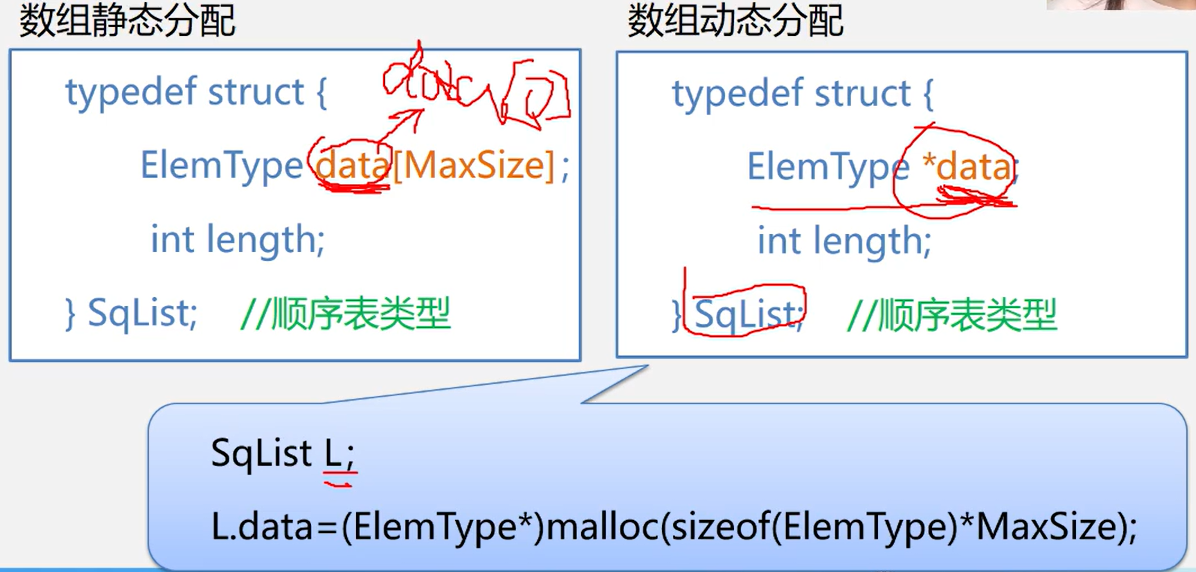 数组静态分配
typedef struct {
data[0]
ElemType data[MaxSize];
int length;
} SqList; //顺序表类型
数组动态分配
typedef struct {
ElemType *data;
int length;
} SqList; //顺序表类型
SqList L;
L.data=(ElemType*)malloc(sizeof(ElemType)*MaxSize);